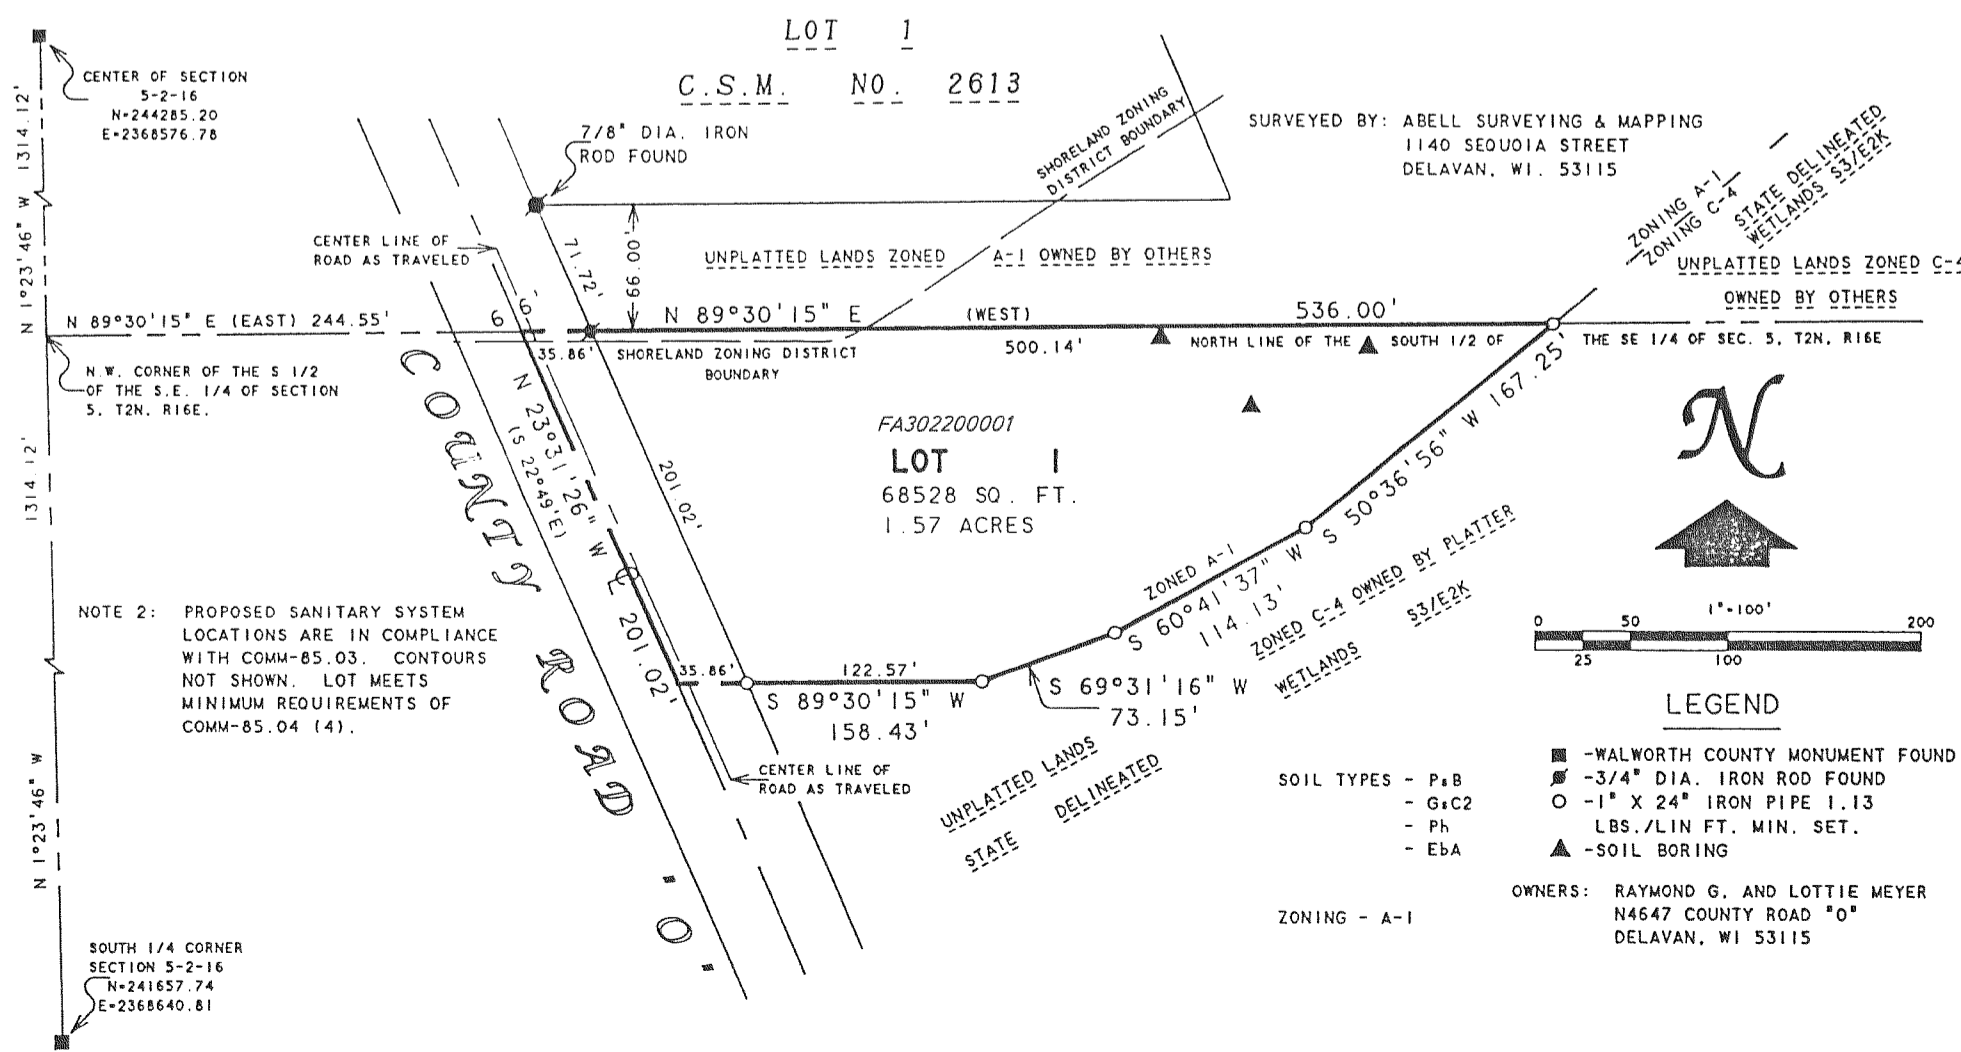 LOT 1
C.S.M. NO. 2613
CENTER OF SECTION
5-2-16
N=244285.20
E=2368576.78
N 1°23'46" W 1314.12'
7/8" DIA. IRON
ROD FOUND
SHORELAND ZONING
DISTRICT BOUNDARY
SURVEYED BY: ABELL SURVEYING & MAPPING
1140 SEQUOIA STREET
DELAVAN, WI. 53115
ZONING A-1
ZONING C-4
STATE DELINEATED
WETLANDS S3/E2K
CENTER LINE OF
ROAD AS TRAVELED
71.72'
66.00'
UNPLATTED LANDS ZONED A-1 OWNED BY OTHERS
UNPLATTED LANDS ZONED C-4
OWNED BY OTHERS
N 89°30'15" E (EAST) 244.55'
6 6'
N 89°30'15" E (WEST) 536.00'
35.86'
SHORELAND ZONING DISTRICT
BOUNDARY
500.14'
NORTH LINE OF THE SOUTH 1/2 OF THE SE 1/4 OF SEC. 5, T2N, R16E
N.W. CORNER OF THE S 1/2
OF THE S.E. 1/4 OF SECTION
5, T2N, R16E.
1314.12'
N 1°23'46" W
COUNTY ROAD "O"
N 23°31'26" W ℄ 201.02'
(S 22°49'E)
201.02'
FA302200001
LOT 1
68528 SQ. FT.
1.57 ACRES
S 50°36'56" W 167.25'
ZONED A-1
S 60°41'37" W
114.13'
ZONED C-4 OWNED BY PLATTER
WETLANDS S3/E2K
N
NOTE 2: PROPOSED SANITARY SYSTEM
LOCATIONS ARE IN COMPLIANCE
WITH COMM-85.03. CONTOURS
NOT SHOWN. LOT MEETS
MINIMUM REQUIREMENTS OF
COMM-85.04 (4).
35.86'
122.57'
S 89°30'15" W
158.43'
S 69°31'16" W
73.15'
CENTER LINE OF
ROAD AS TRAVELED
UNPLATTED LANDS
STATE DELINEATED
1"=100'
0 50 200
25 100
LEGEND
-WALWORTH COUNTY MONUMENT FOUND
-3/4" DIA. IRON ROD FOUND
-1" X 24" IRON PIPE 1.13
LBS./LIN FT. MIN. SET.
-SOIL BORING
SOIL TYPES - PsB
- GsC2
- Ph
- EbA
ZONING - A-1
OWNERS: RAYMOND G. AND LOTTIE MEYER
N4647 COUNTY ROAD "O"
DELAVAN, WI 53115
SOUTH 1/4 CORNER
SECTION 5-2-16
N=241657.74
E=2368640.81